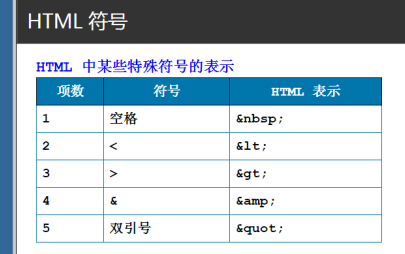 HTML 符号
HTML 中某些特殊符号的表示
项数 符号 HTML 表示
1 空格 &nbsp;
2 < &lt;
3 > &gt;
4 & &amp;
5 双引号 &quot;